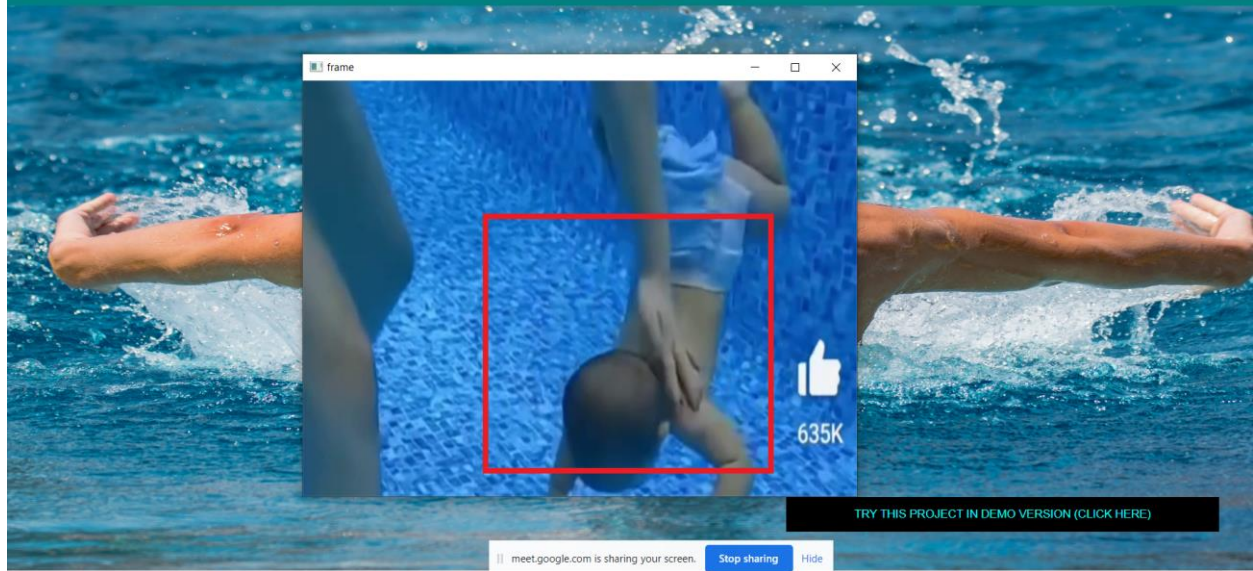 frame
635K
TRY THIS PROJECT IN DEMO VERSION (CLICK HERE)
meet.google.com is sharing your screen. Stop sharing Hide